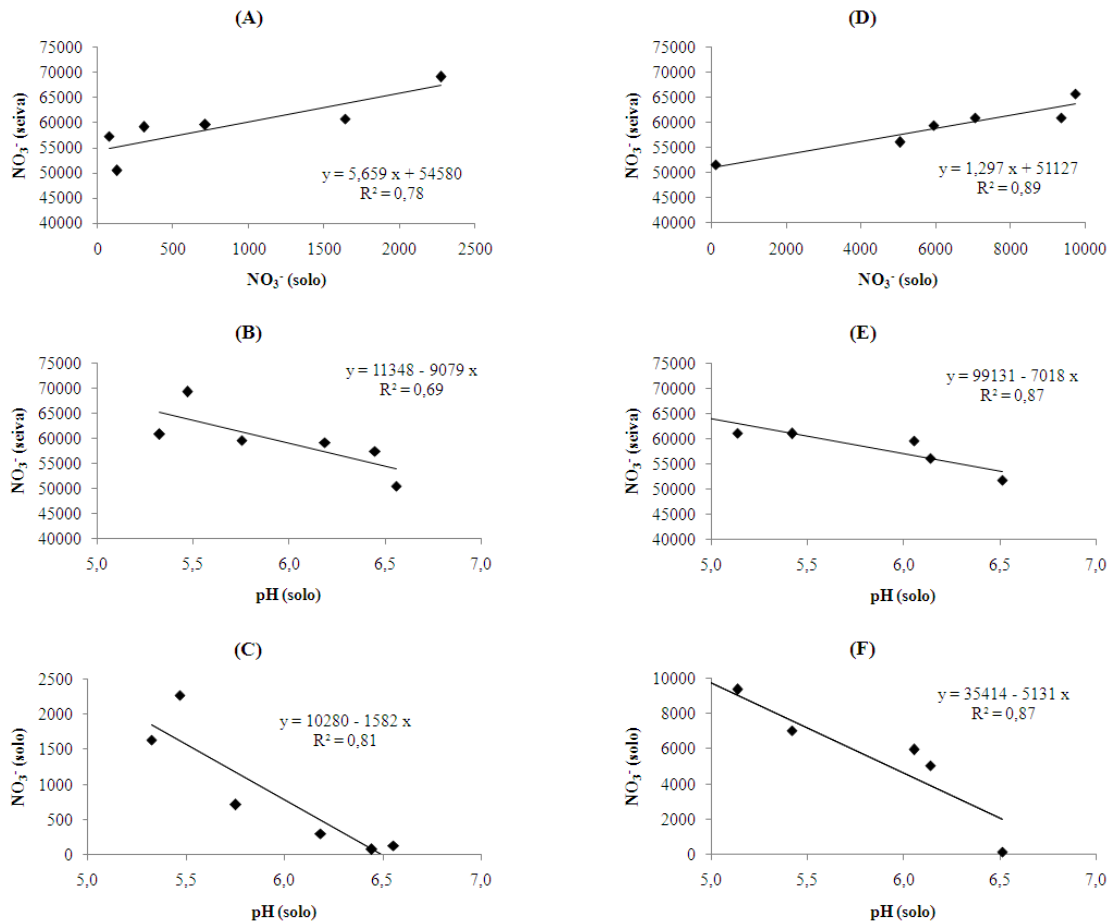 (A)
NO₃⁻ (seiva)
75000
70000
65000
60000
55000
50000
45000
40000
y = 5,659 x + 54580
R² = 0,78
0 500 1000 1500 2000 2500
NO₃⁻ (solo)
(D)
NO₃⁻ (seiva)
75000
70000
65000
60000
55000
50000
45000
40000
y = 1,297 x + 51127
R² = 0,89
0 2000 4000 6000 8000 10000
NO₃⁻ (solo)
(B)
NO₃⁻ (seiva)
75000
70000
65000
60000
55000
50000
45000
40000
y = 11348 - 9079 x
R² = 0,69
5,0 5,5 6,0 6,5 7,0
pH (solo)
(E)
NO₃⁻ (seiva)
75000
70000
65000
60000
55000
50000
45000
40000
y = 99131 - 7018 x
R² = 0,87
5,0 5,5 6,0 6,5 7,0
pH (solo)
(C)
NO₃⁻ (solo)
2500
2000
1500
1000
500
0
y = 10280 - 1582 x
R² = 0,81
5,0 5,5 6,0 6,5 7,0
pH (solo)
(F)
NO₃⁻ (solo)
10000
8000
6000
4000
2000
0
y = 35414 - 5131 x
R² = 0,87
5,0 5,5 6,0 6,5 7,0
pH (solo)